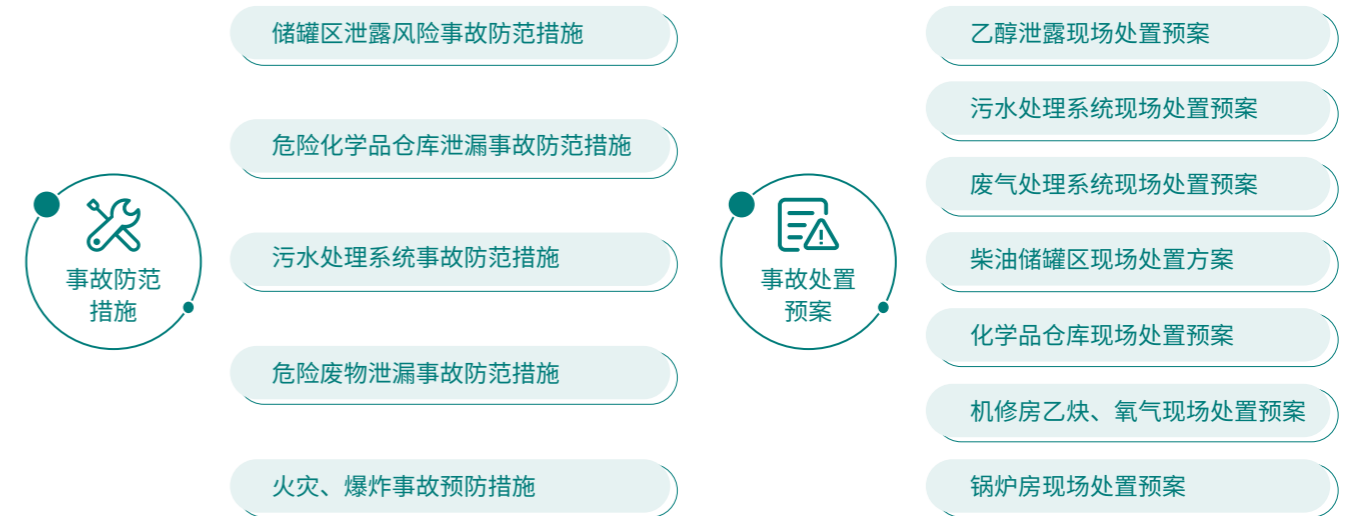 事故防范
措施
储罐区泄露风险事故防范措施
危险化学品仓库泄漏事故防范措施
污水处理系统事故防范措施
危险废物泄漏事故防范措施
火灾、爆炸事故预防措施
事故处置
预案
乙醇泄露现场处置预案
污水处理系统现场处置预案
废气处理系统现场处置预案
柴油储罐区现场处置方案
化学品仓库现场处置预案
机修房乙炔、氧气现场处置预案
锅炉房现场处置预案